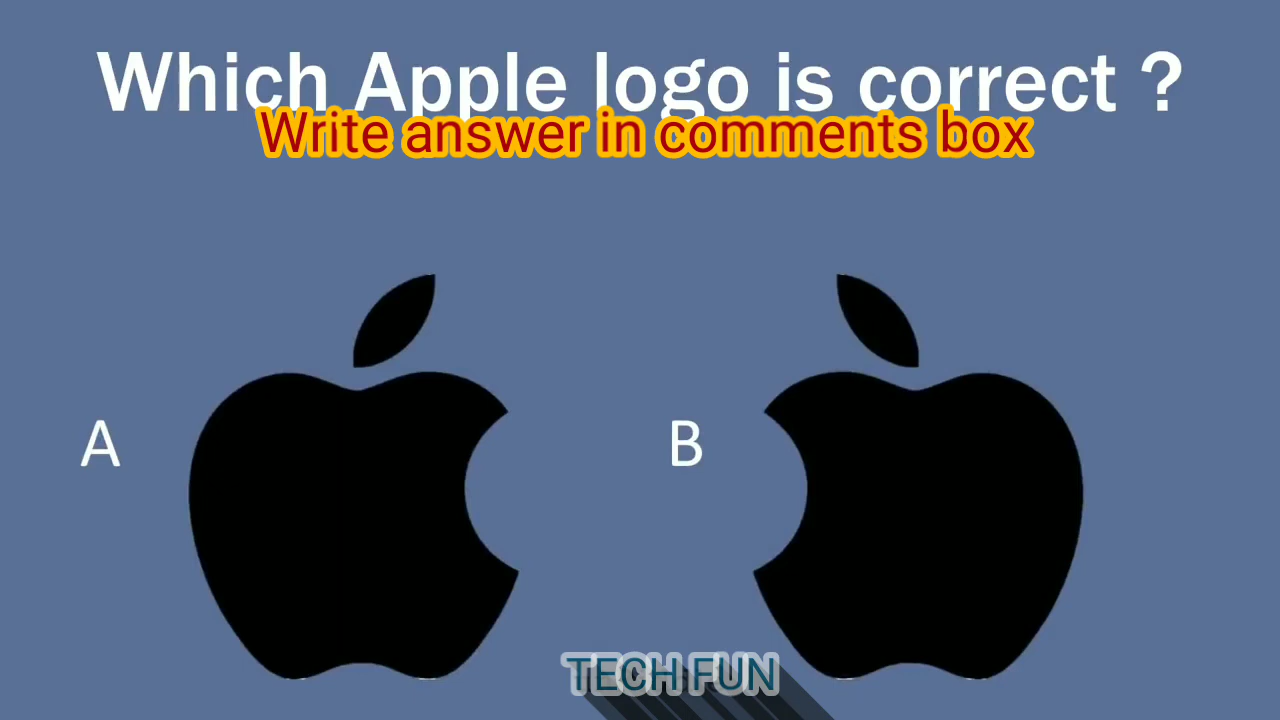 Which Apple logo is correct ?
Write answer in comments box
A
B
TECH FUN